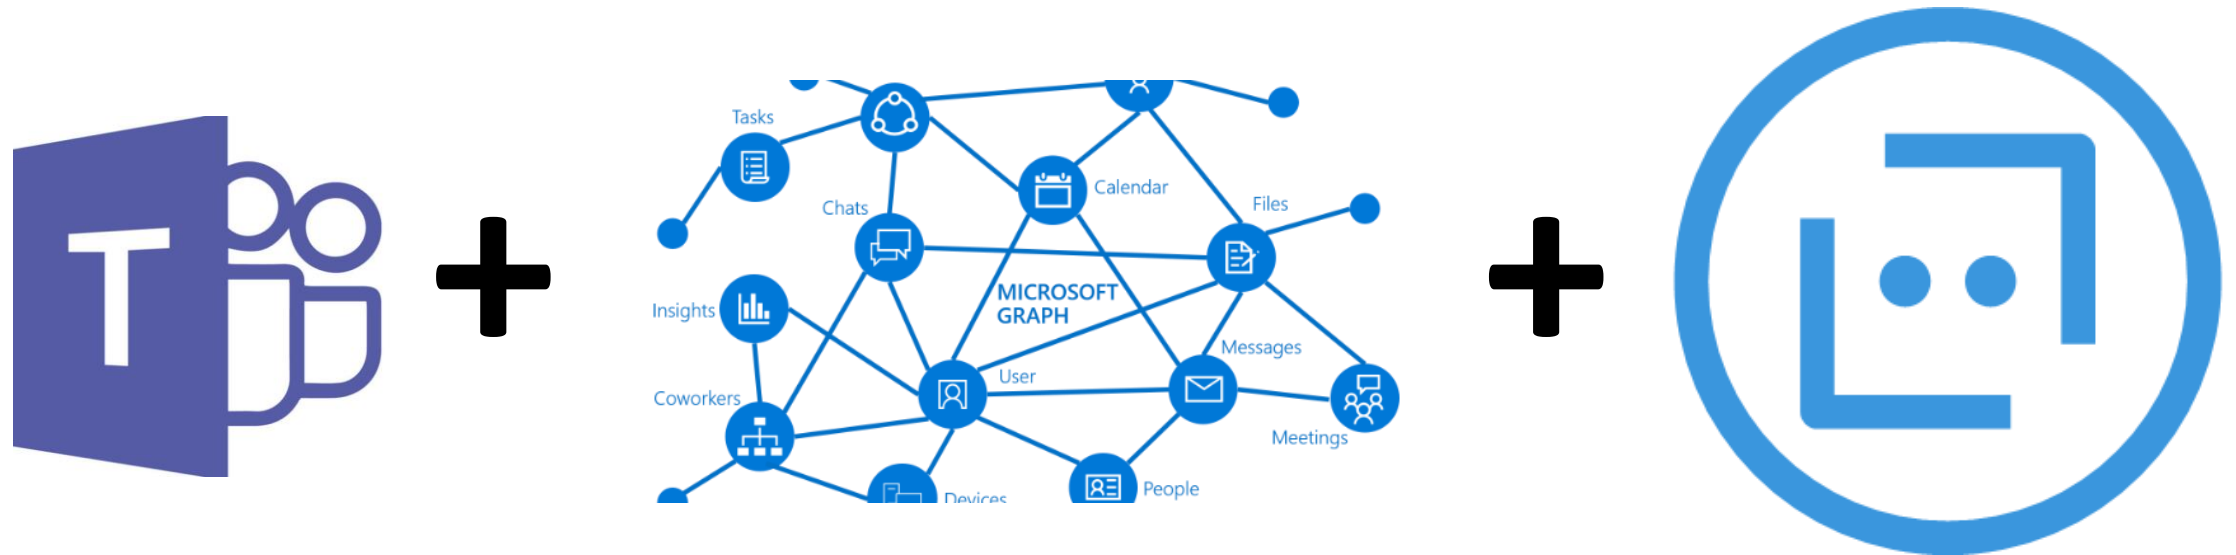 T
Tasks
Calendar
Chats
Files
MICROSOFT
GRAPH
Insights
Messages
User
Coworkers
Meetings
People
Devices